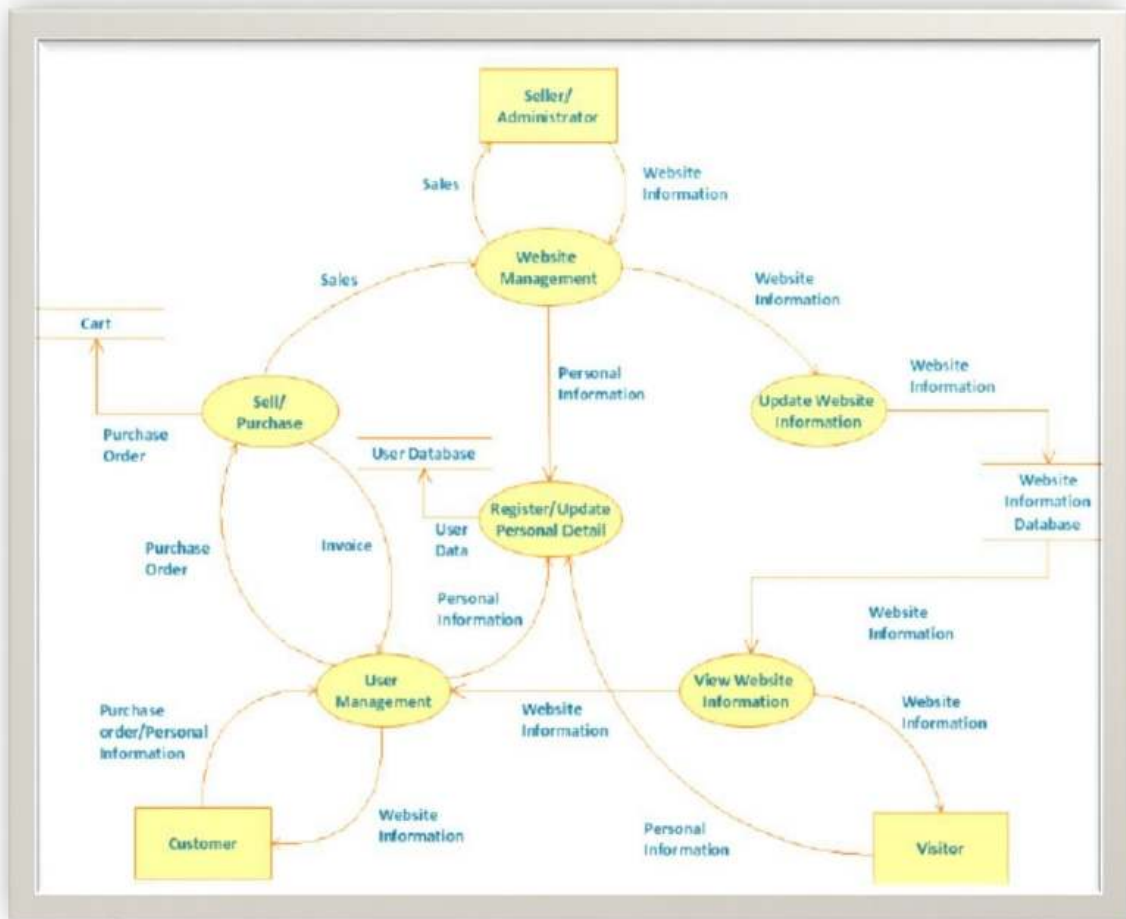 Seller/
Administrator
Sales
Website
Information
Website
Management
Sales
Website
Information
Cart
Personal
Information
Website
Information
Sell/
Purchase
Update Website
Information
Purchase
Order
User Database
Website
Information
Database
Register/Update
Personal Detail
User
Data
Purchase
Order
Invoice
Personal
Information
Website
Information
User
Management
View Website
Information
Purchase
order/Personal
Information
Website
Information
Website
Information
Website
Information
Personal
Information
Customer
Visitor